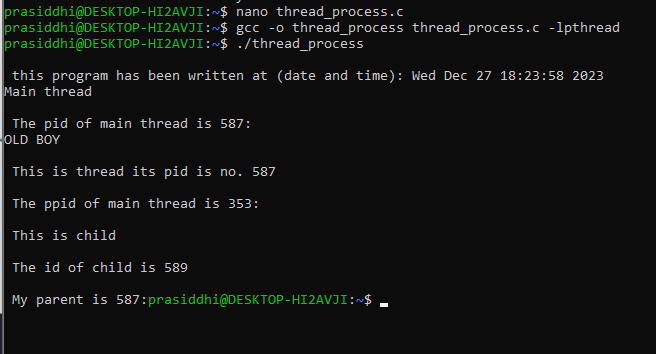 prasiddhi@DESKTOP-HI2AVJI:~$ nano thread_process.c
prasiddhi@DESKTOP-HI2AVJI:~$ gcc -o thread_process thread_process.c -lpthread
prasiddhi@DESKTOP-HI2AVJI:~$ ./thread_process
this program has been written at (date and time): Wed Dec 27 18:23:58 2023
Main thread
The pid of main thread is 587:
OLD BOY
This is thread its pid is no. 587
The ppid of main thread is 353:
This is child
The id of child is 589
My parent is 587:prasiddhi@DESKTOP-HI2AVJI:~$